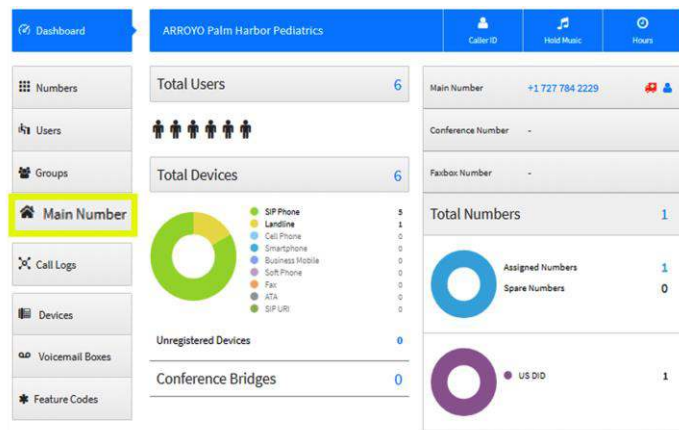 Dashboard
ARROYO Palm Harbor Pediatrics
Caller ID
Hold Music
Hours
Numbers
Users
Groups
Main Number
Call Logs
Devices
Voicemail Boxes
Feature Codes
Total Users 6
Total Devices 6
SIP Phone 5
Landline 1
Cell Phone 0
Smartphone 0
Business Mobile 0
Soft Phone 0
Fax 0
ATA 0
SIP URI 0
Unregistered Devices 0
Conference Bridges 0
Main Number +1 727 784 2229
Conference Number -
Faxbox Number -
Total Numbers 1
Assigned Numbers 1
Spare Numbers 0
US DID 1